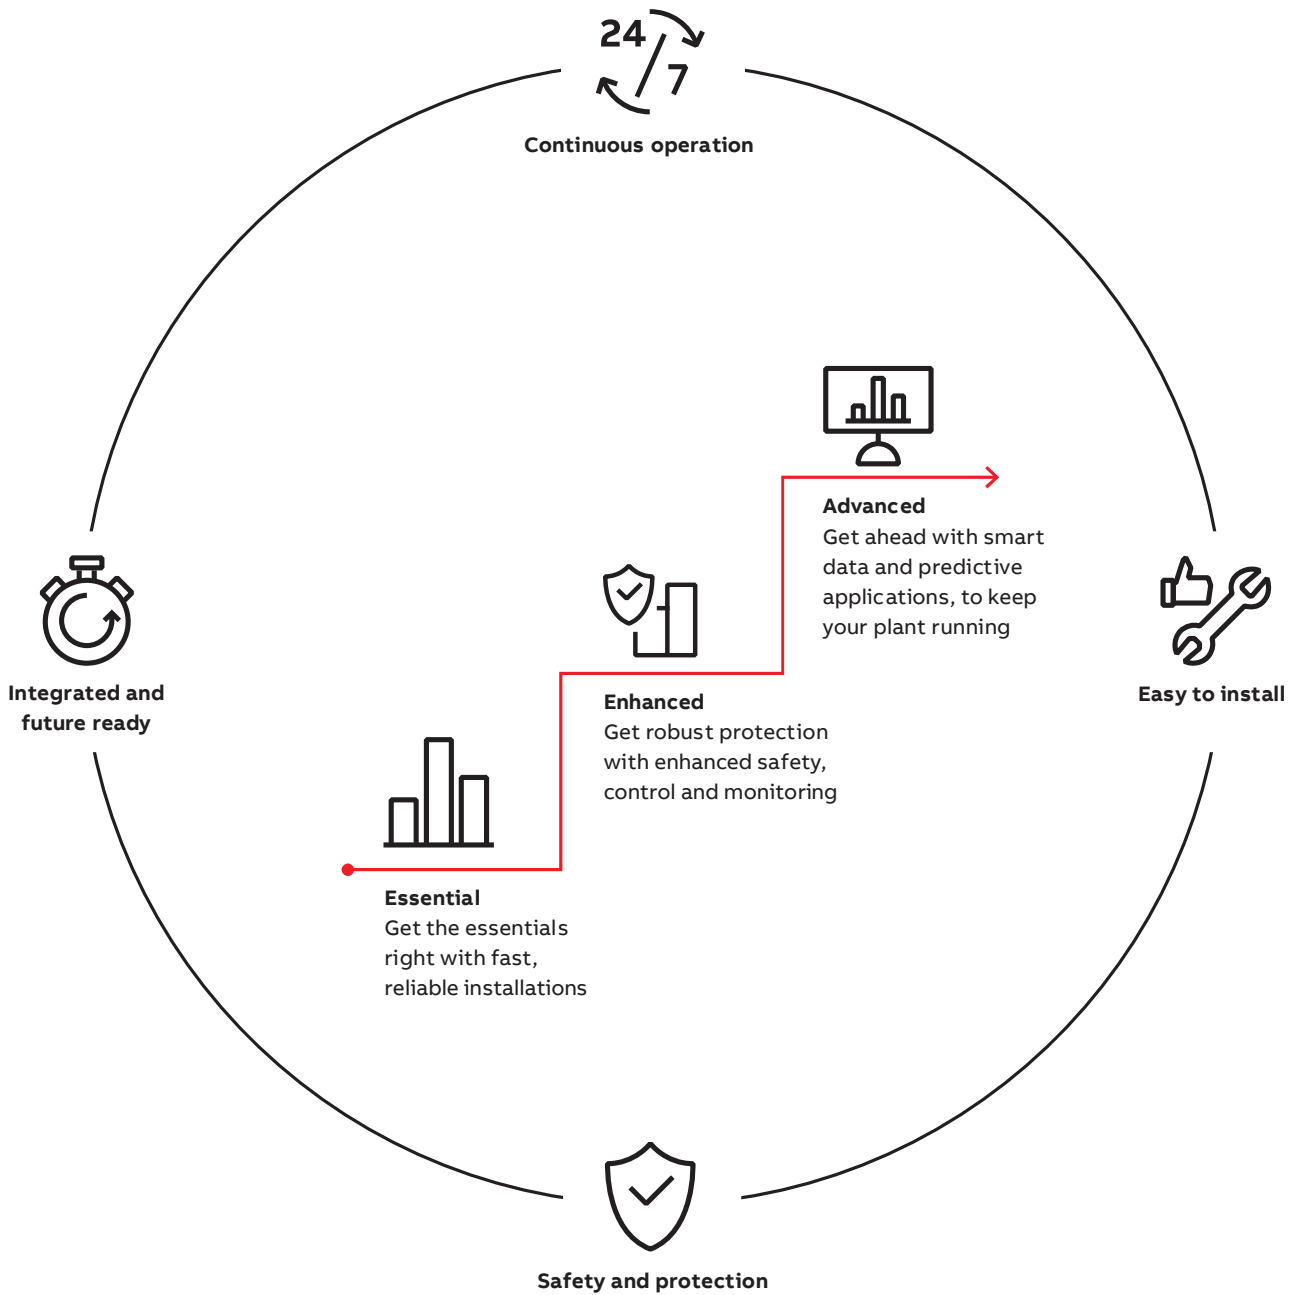 24
7
Continuous operation
Advanced
Get ahead with smart
data and predictive
applications, to keep
your plant running
Integrated and
future ready
Easy to install
Enhanced
Get robust protection
with enhanced safety,
control and monitoring
Essential
Get the essentials
right with fast,
reliable installations
Safety and protection